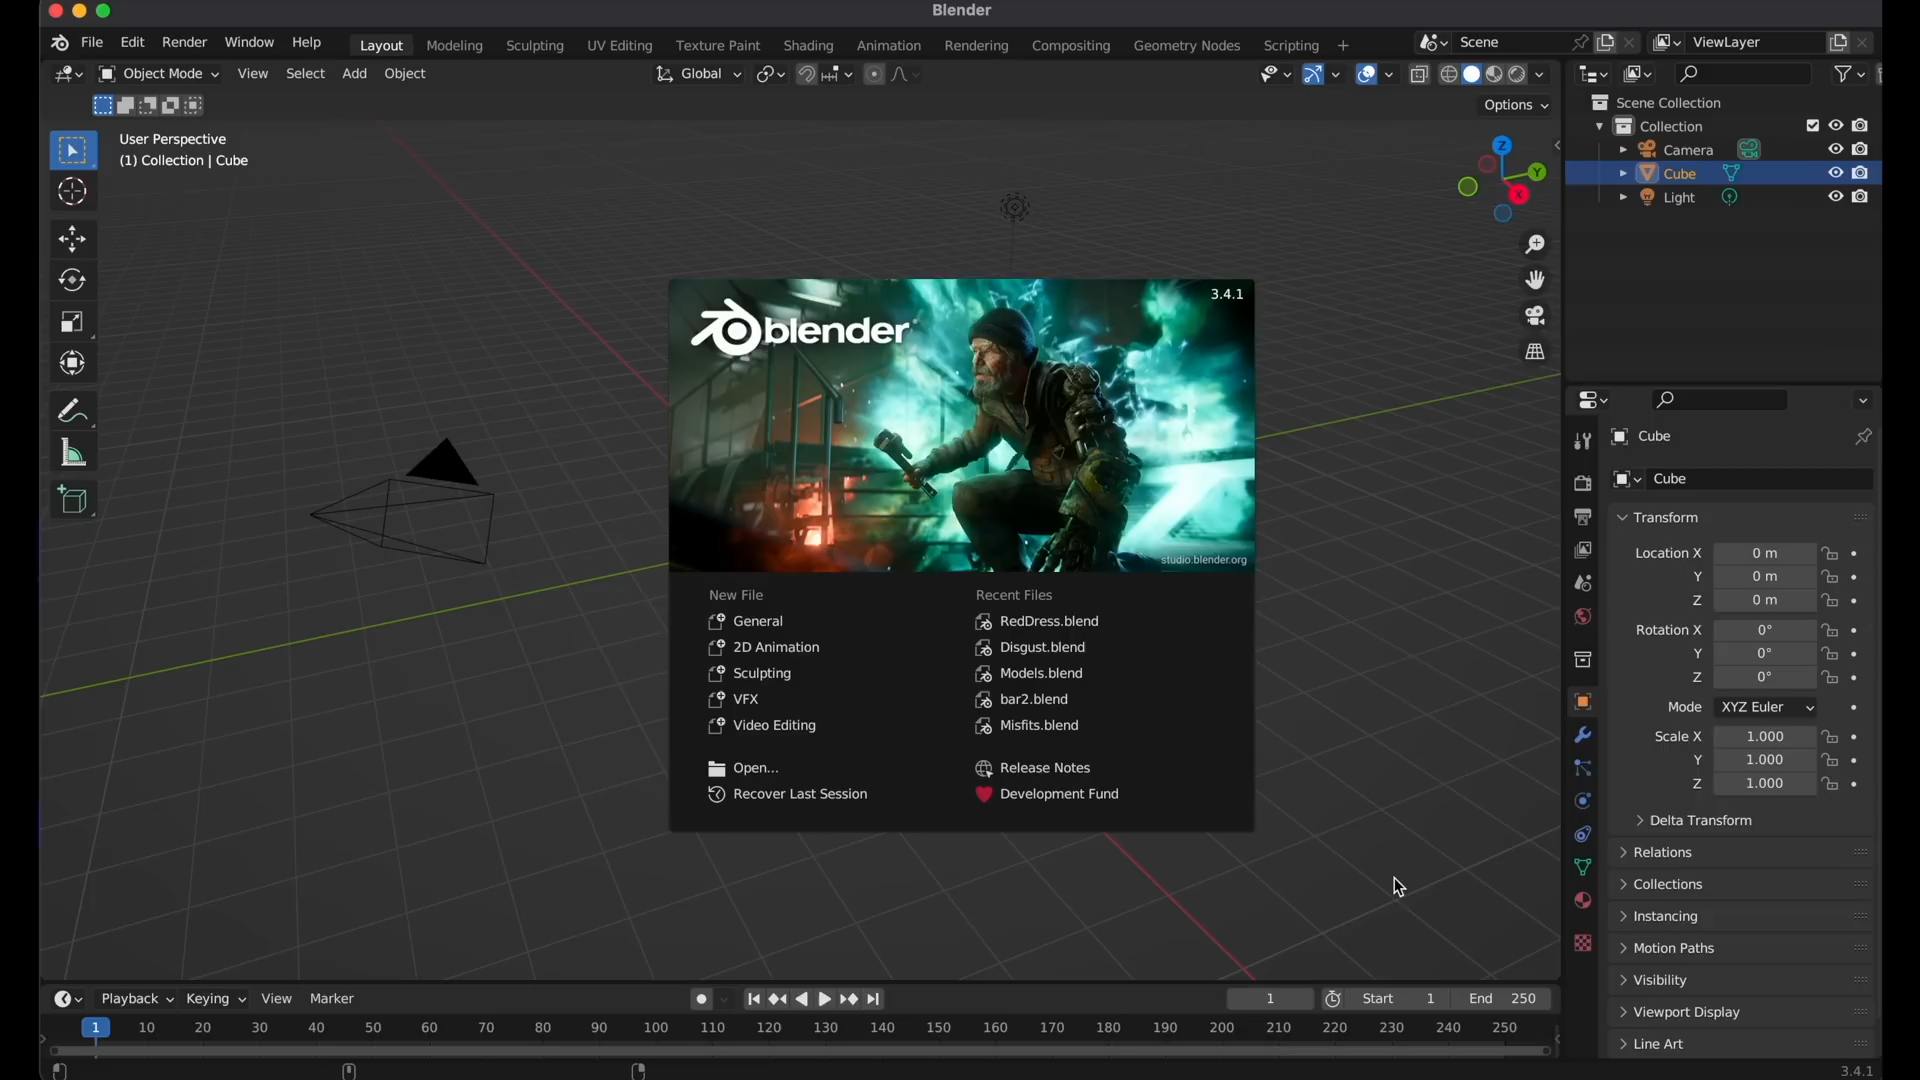 Blender
File Edit Render Window Help Layout Modeling Sculpting UV Editing Texture Paint Shading Animation Rendering Compositing Geometry Nodes Scripting + Scene ViewLayer
Object Mode View Select Add Object Global
Options
User Perspective
(1) Collection | Cube
Z
Y
X
Scene Collection
Collection
Camera
Cube
Light
3.4.1
blender
studio.blender.org
New File
General
2D Animation
Sculpting
VFX
Video Editing
Open...
Recover Last Session
Recent Files
RedDress.blend
Disgust.blend
Models.blend
bar2.blend
Misfits.blend
Release Notes
Development Fund
Cube
Cube
Transform
Location X 0 m
Y 0 m
Z 0 m
Rotation X 0°
Y 0°
Z 0°
Mode XYZ Euler
Scale X 1.000
Y 1.000
Z 1.000
Delta Transform
Relations
Collections
Instancing
Motion Paths
Visibility
Viewport Display
Line Art
Playback Keying View Marker 1 Start 1 End 250
1 10 20 30 40 50 60 70 80 90 100 110 120 130 140 150 160 170 180 190 200 210 220 230 240 250
3.4.1